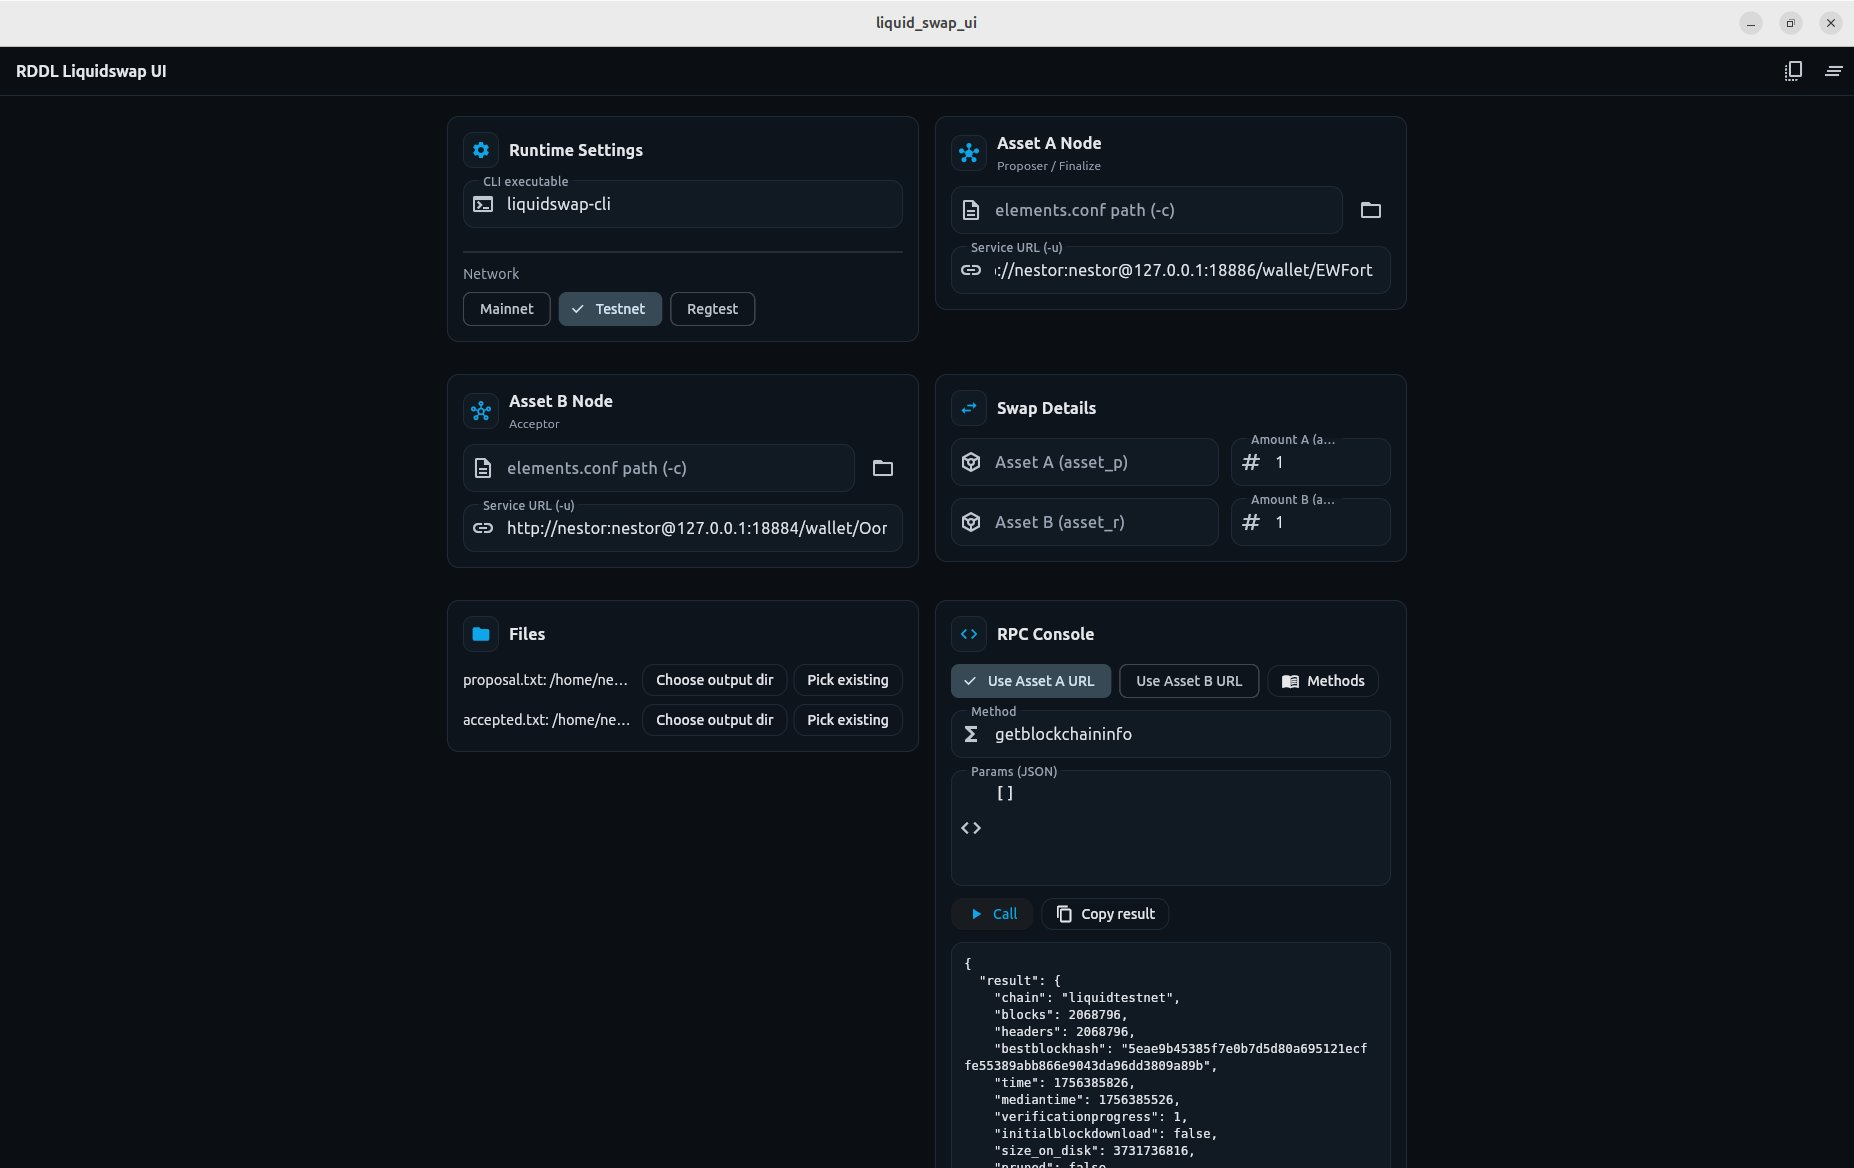 liquid_swap_ui
RDDL Liquidswap UI
Runtime Settings
CLI executable
liquidswap-cli
Network
Mainnet
Testnet
Regtest
Asset A Node
Proposer / Finalize
elements.conf path (-c)
Service URL (-u)
://nestor:nestor@127.0.0.1:18886/wallet/EWFort
Asset B Node
Acceptor
elements.conf path (-c)
Service URL (-u)
http://nestor:nestor@127.0.0.1:18884/wallet/Oor
Swap Details
Asset A (asset_p)
Amount A (a...
1
Asset B (asset_r)
Amount B (a...
1
Files
proposal.txt: /home/ne...
Choose output dir
Pick existing
accepted.txt: /home/ne...
Choose output dir
Pick existing
RPC Console
Use Asset A URL
Use Asset B URL
Methods
Method
getblockchaininfo
Params (JSON)
[]
Call
Copy result
{
"result": {
"chain": "liquidtestnet",
"blocks": 2068796,
"headers": 2068796,
"bestblockhash": "5eae9b45385f7e0b7d5d80a695121ecf
fe55389abb866e9043da96dd3809a89b",
"time": 1756385826,
"mediantime": 1756385526,
"verificationprogress": 1,
"initialblockdownload": false,
"size_on_disk": 3731736816,
"pruned": false